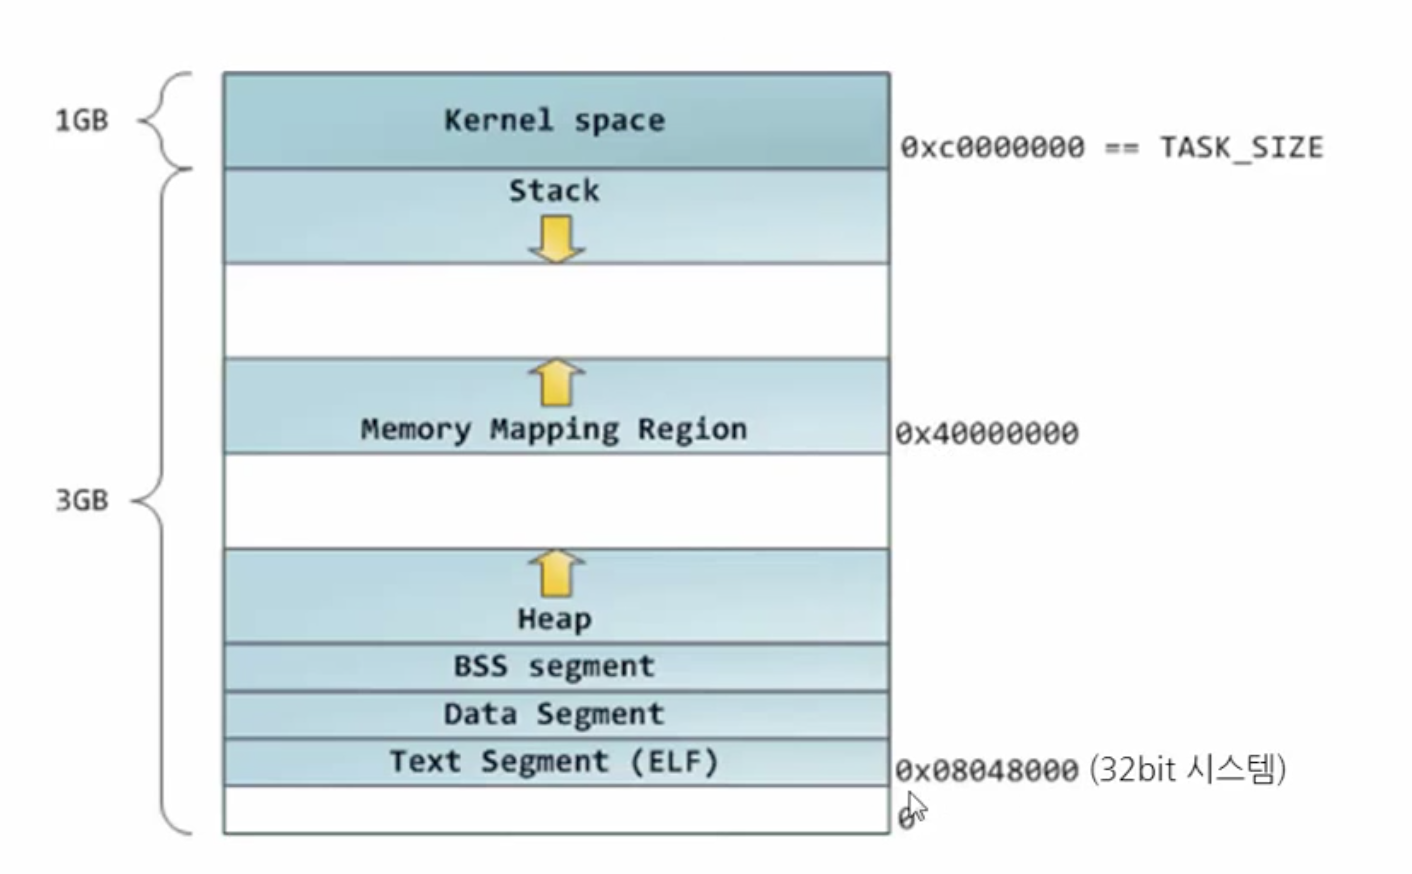 1GB
Kernel space
0xc0000000 == TASK_SIZE
Stack
Memory Mapping Region
0x40000000
3GB
Heap
BSS segment
Data Segment
Text Segment (ELF)
0x08048000 (32bit 시스템)
0